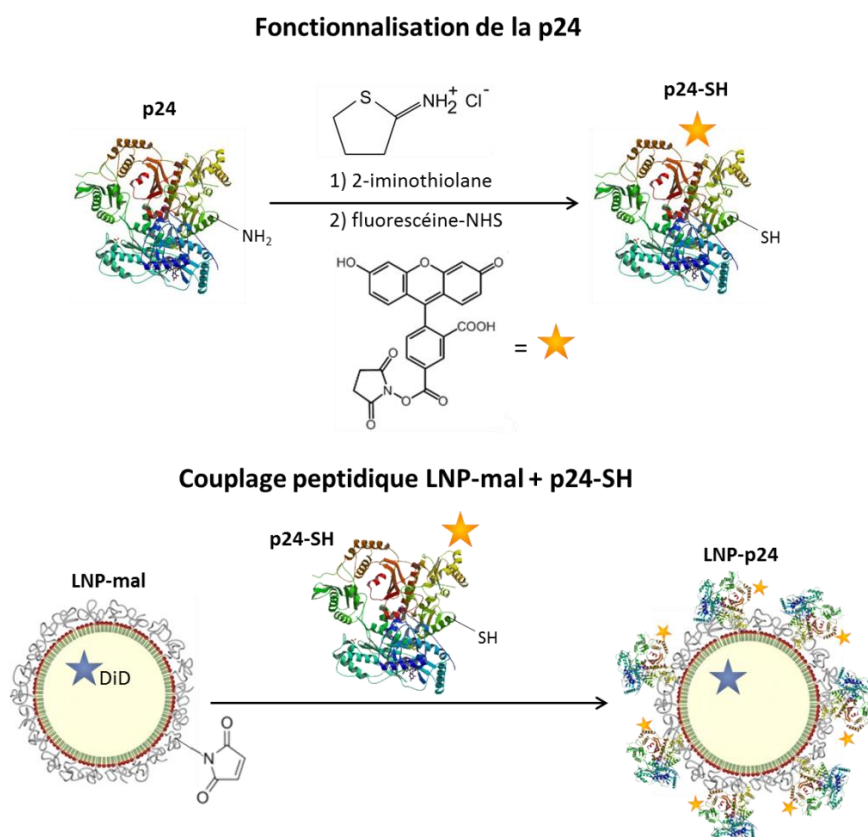 Fonctionnalisation de la p24
p24
S
NH2+ Cl-
p24-SH
1) 2-iminothiolane
2) fluorescéine-NHS
NH2
SH
HO
O
O
COOH
=
O
N
O
O
O
Couplage peptidique LNP-mal + p24-SH
p24-SH
LNP-mal
LNP-p24
SH
DiD
O
N
O